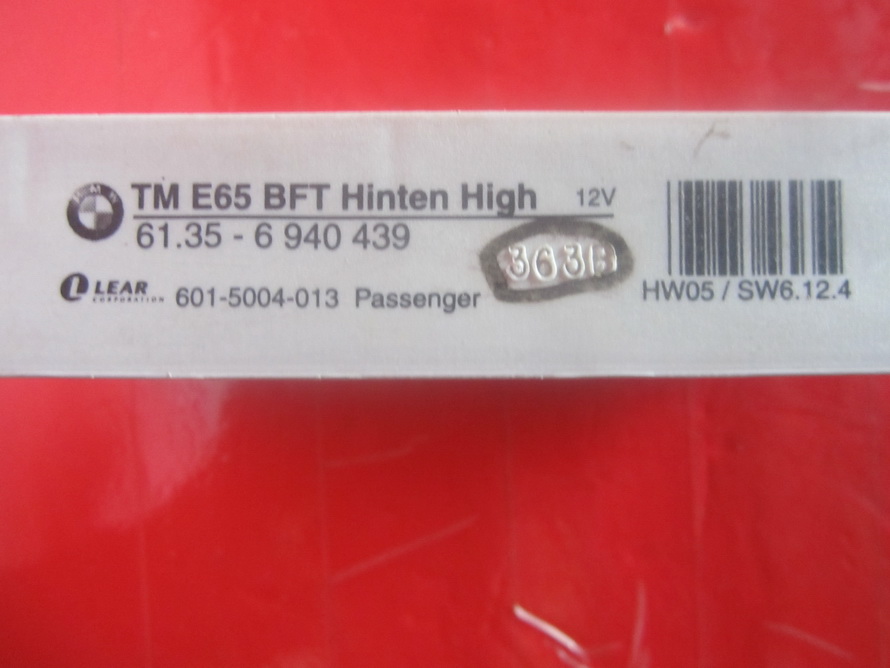 TM E65 BFT Hinten High 12V
61.35 - 6 940 439
LEAR
CORPORATION
601-5004-013 Passenger
HW05 / SW6.12.4